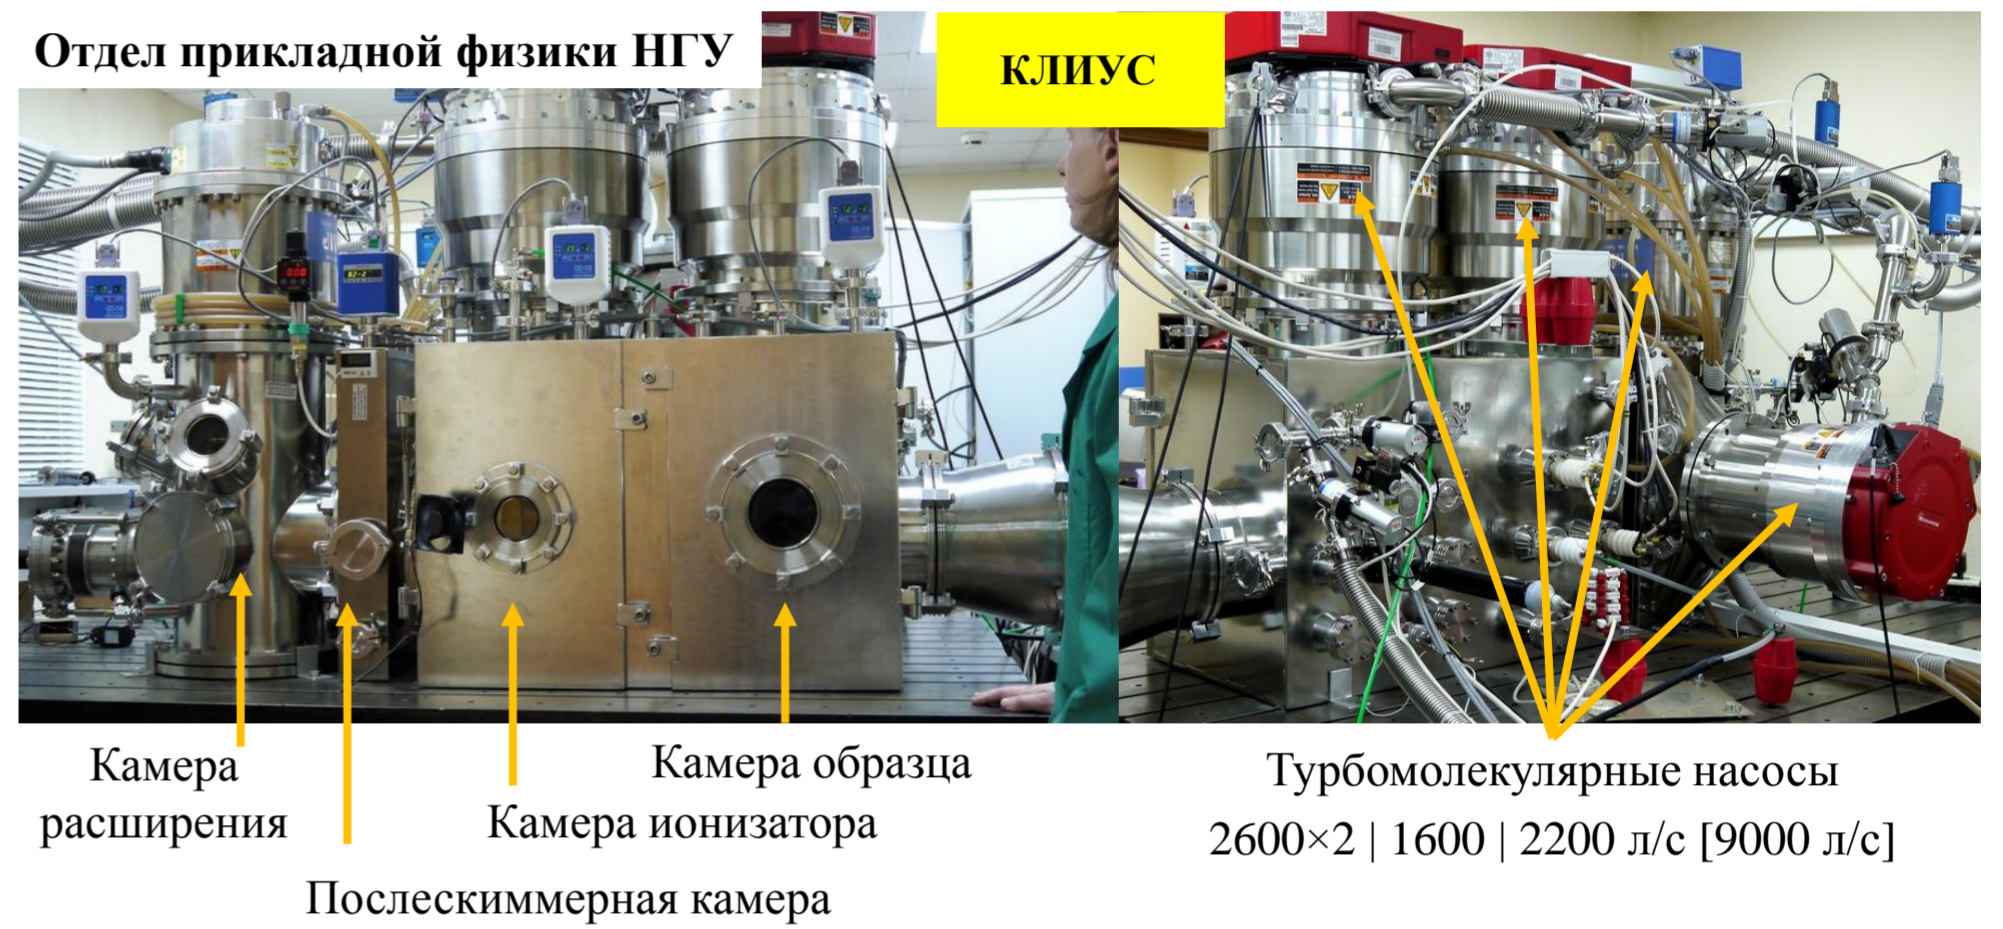 Отдел прикладной физики НГУ
КЛИУС
Камера
расширения
Послескиммерная камера
Камера ионизатора
Камера образца
Турбомолекулярные насосы
2600×2 | 1600 | 2200 л/с [9000 л/с]